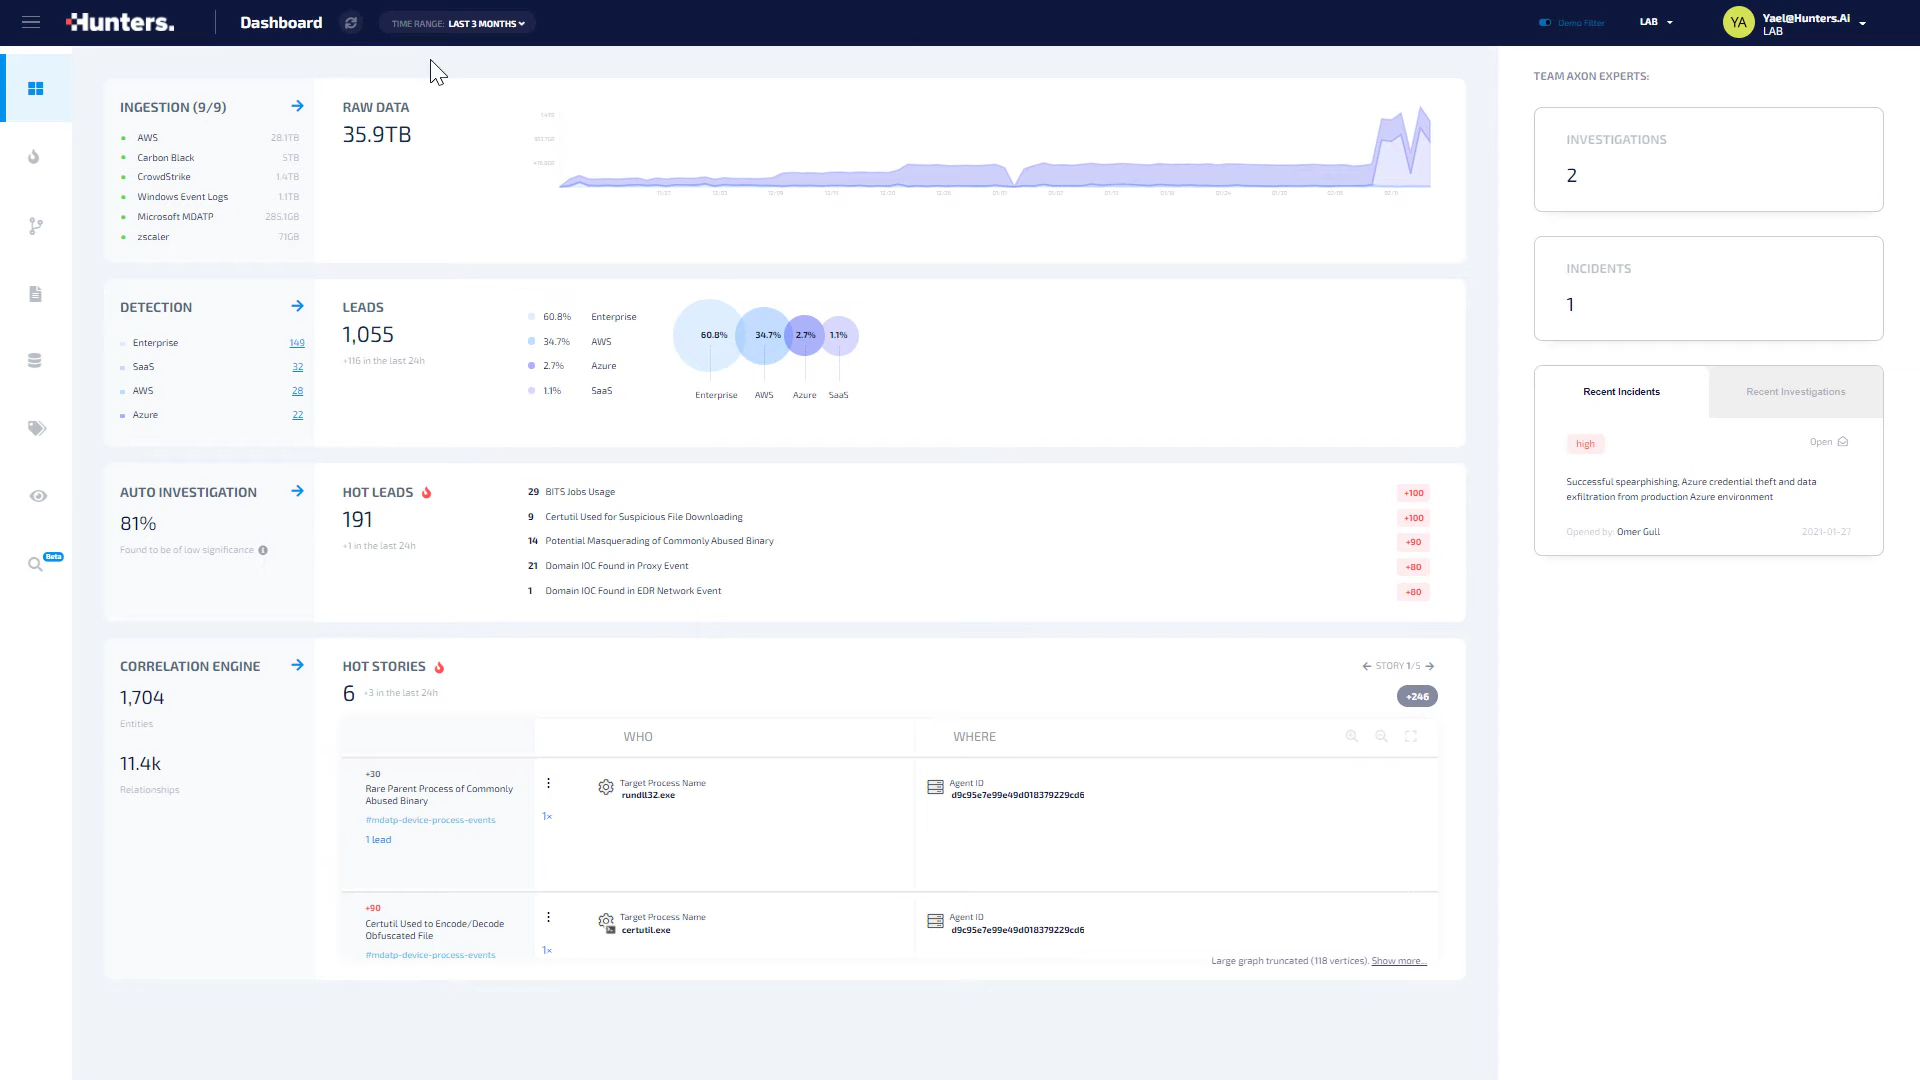 Hunters.
Dashboard
TIME RANGE: LAST 3 MONTHS
Demo Filter
LAB
YA
Yael@Hunters.Ai
LAB
INGESTION (9/9)
AWS 28.1TB
Carbon Black 5TB
CrowdStrike 1.4TB
Windows Event Logs 1.1TB
Microsoft MDATP 285.1GB
zscaler 71GB
RAW DATA
35.9TB
DETECTION
Enterprise 149
SaaS 32
AWS 28
Azure 22
LEADS
1,055
+116 in the last 24h
60.8% Enterprise
34.7% AWS
2.7% Azure
1.1% SaaS
60.8% 34.7% 2.7% 1.1%
Enterprise AWS Azure SaaS
AUTO INVESTIGATION
81%
Found to be of low significance
HOT LEADS
191
+1 in the last 24h
29 BITS Jobs Usage +100
9 Certutil Used for Suspicious File Downloading +100
14 Potential Masquerading of Commonly Abused Binary +90
21 Domain IOC Found in Proxy Event +80
1 Domain IOC Found in EDR Network Event +80
Beta
CORRELATION ENGINE
1,704
Entities
11.4k
Relationships
HOT STORIES
6 +3 in the last 24h
STORY 1/5
+246
WHO WHERE
+30
Rare Parent Process of Commonly
Abused Binary
#mdatp-device-process-events
1 lead
1×
Target Process Name
rundll32.exe
Agent ID
d9c95e7e99e49d018379229cd6
+90
Certutil Used to Encode/Decode
Obfuscated File
#mdatp-device-process-events
1×
Target Process Name
certutil.exe
Agent ID
d9c95e7e99e49d018379229cd6
Large graph truncated (118 vertices). Show more...
TEAM AXON EXPERTS:
INVESTIGATIONS
2
INCIDENTS
1
Recent Incidents
Recent Investigations
high
Open
Successful spearphishing, Azure credential theft and data
exfiltration from production Azure environment
Opened by: Omer Gull
2021-01-27